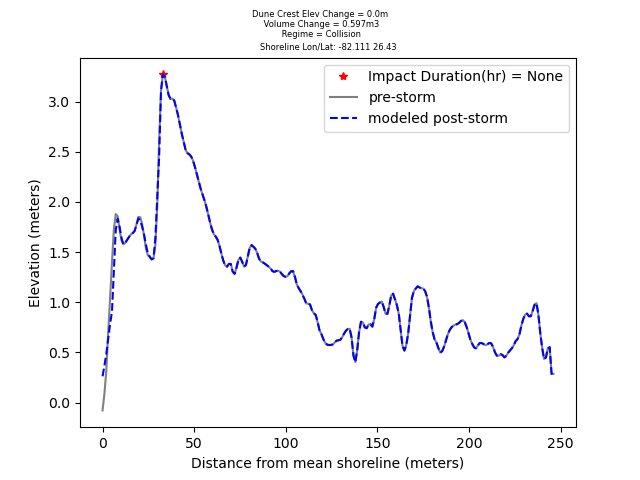 Dune Crest Elev Change = 0.0m
Volume Change = 0.597m3
Regime = Collision
Shoreline Lon/Lat: -82.111 26.43
Impact Duration(hr) = None
pre-storm
modeled post-storm
3.0
2.5
2.0
1.5
1.0
0.5
0.0
Elevation (meters)
0 50 100 150 200 250
Distance from mean shoreline (meters)